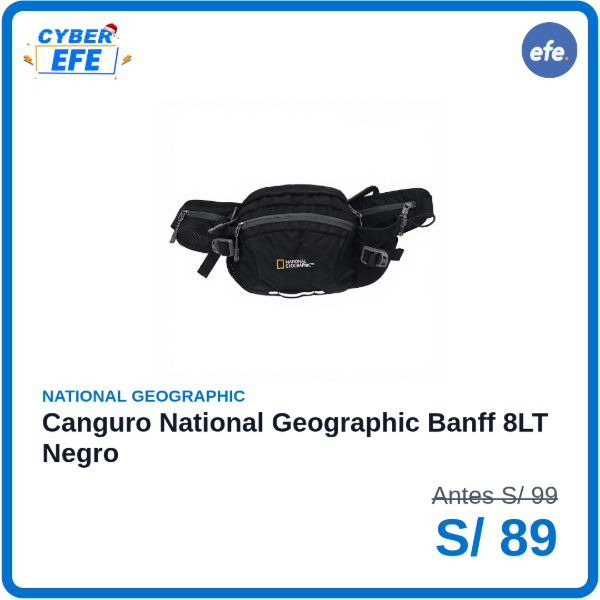 CYBER
EFE
efe.
NATIONAL
GEOGRAPHIC
NATIONAL GEOGRAPHIC
Canguro National Geographic Banff 8LT
Negro
Antes S/ 99
S/ 89